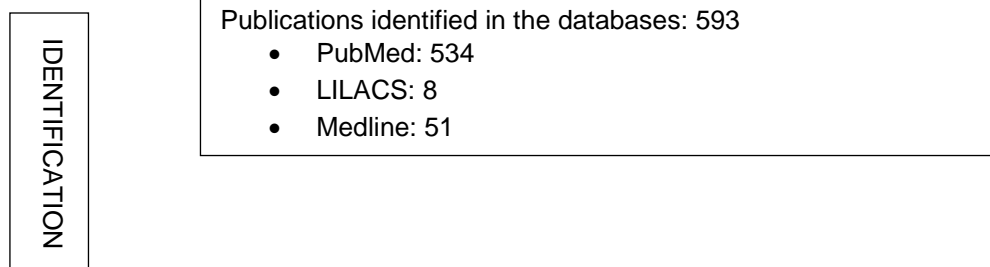 Publications identified in the databases: 593
• PubMed: 534
• LILACS: 8
• Medline: 51
IDENTIFICATION